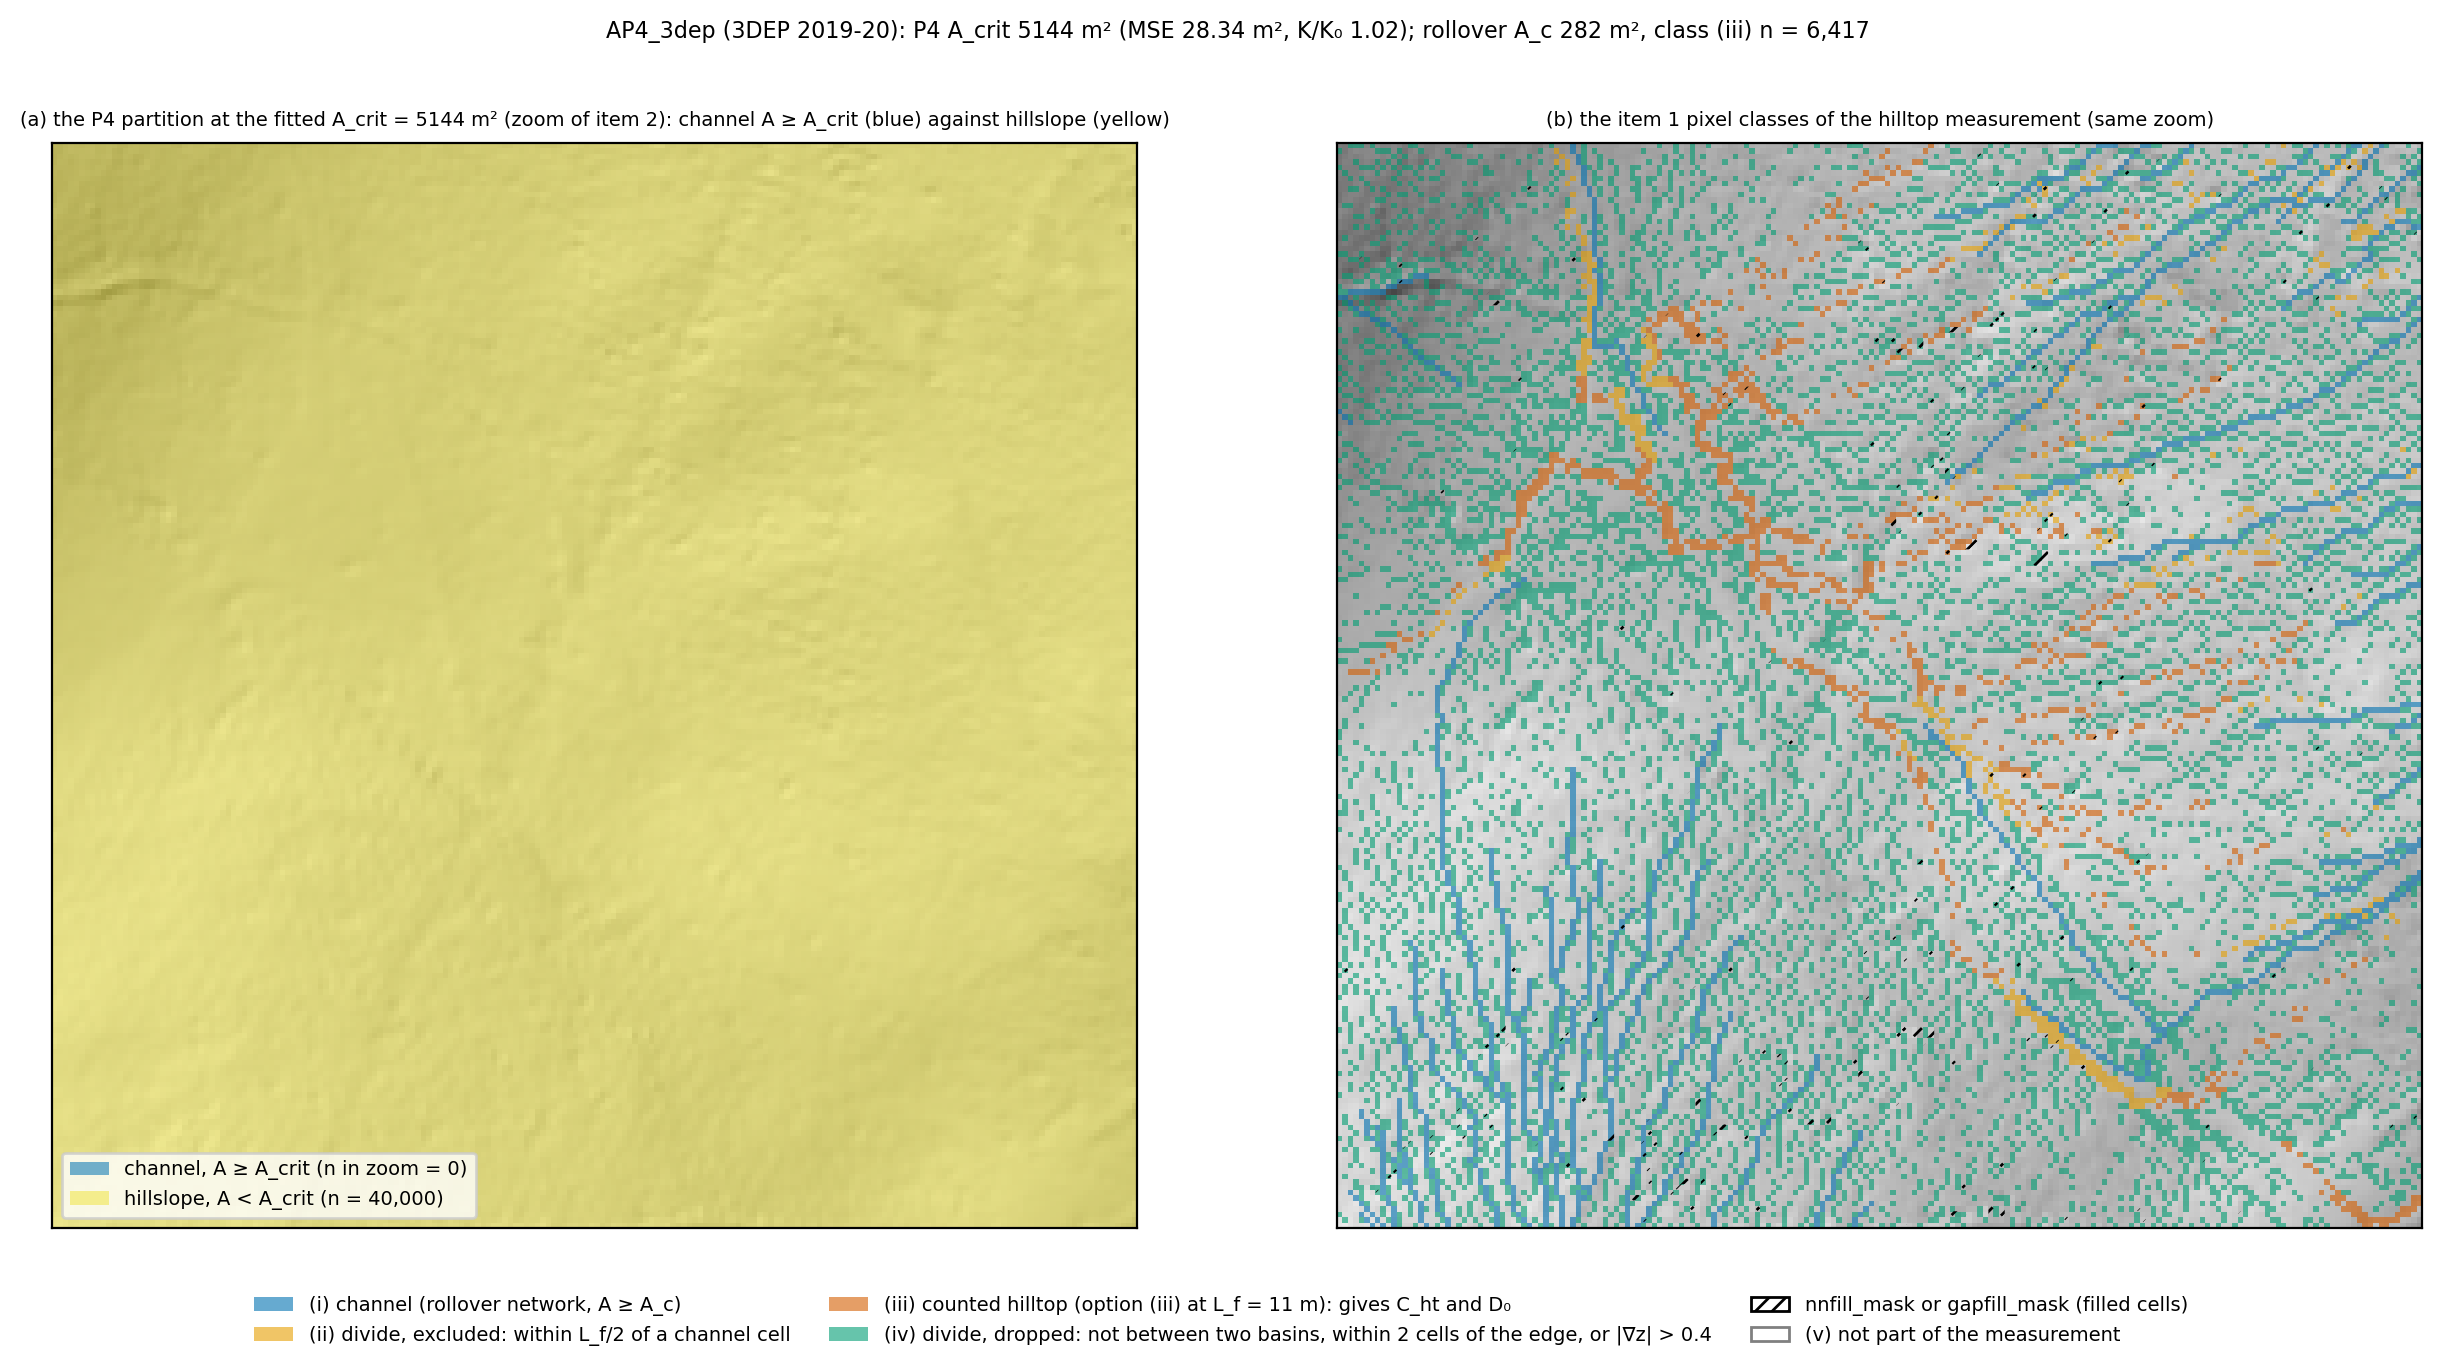 AP4_3dep (3DEP 2019-20): P4 A_crit 5144 m² (MSE 28.34 m², K/K₀ 1.02); rollover A_c 282 m², class (iii) n = 6,417
(a) the P4 partition at the fitted A_crit = 5144 m² (zoom of item 2): channel A ≥ A_crit (blue) against hillslope (yellow)
(b) the item 1 pixel classes of the hilltop measurement (same zoom)
channel, A ≥ A_crit (n in zoom = 0)
hillslope, A < A_crit (n = 40,000)
(i) channel (rollover network, A ≥ A_c)
(ii) divide, excluded: within L_f/2 of a channel cell
(iii) counted hilltop (option (iii) at L_f = 11 m): gives C_ht and D₀
(iv) divide, dropped: not between two basins, within 2 cells of the edge, or |∇z| > 0.4
nnfill_mask or gapfill_mask (filled cells)
(v) not part of the measurement